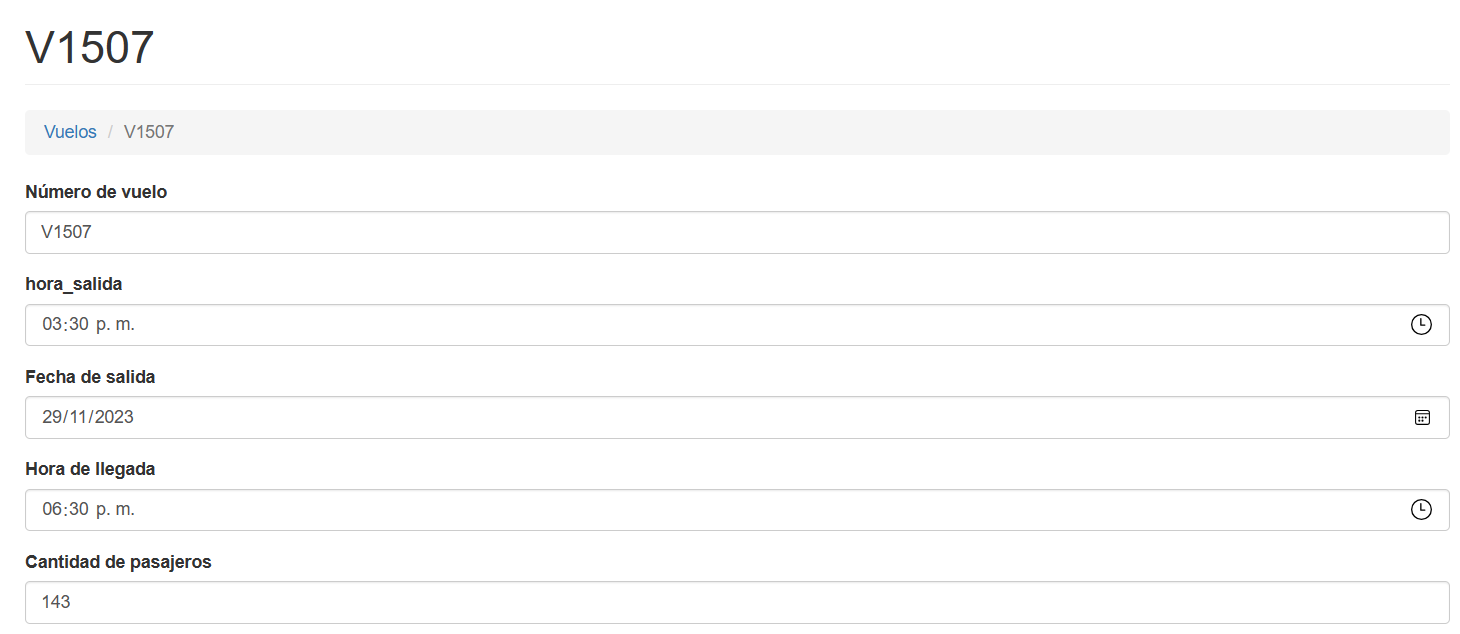 V1507
Vuelos / V1507
Número de vuelo
V1507
hora_salida
03:30 p. m.
Fecha de salida
29/11/2023
Hora de llegada
06:30 p. m.
Cantidad de pasajeros
143